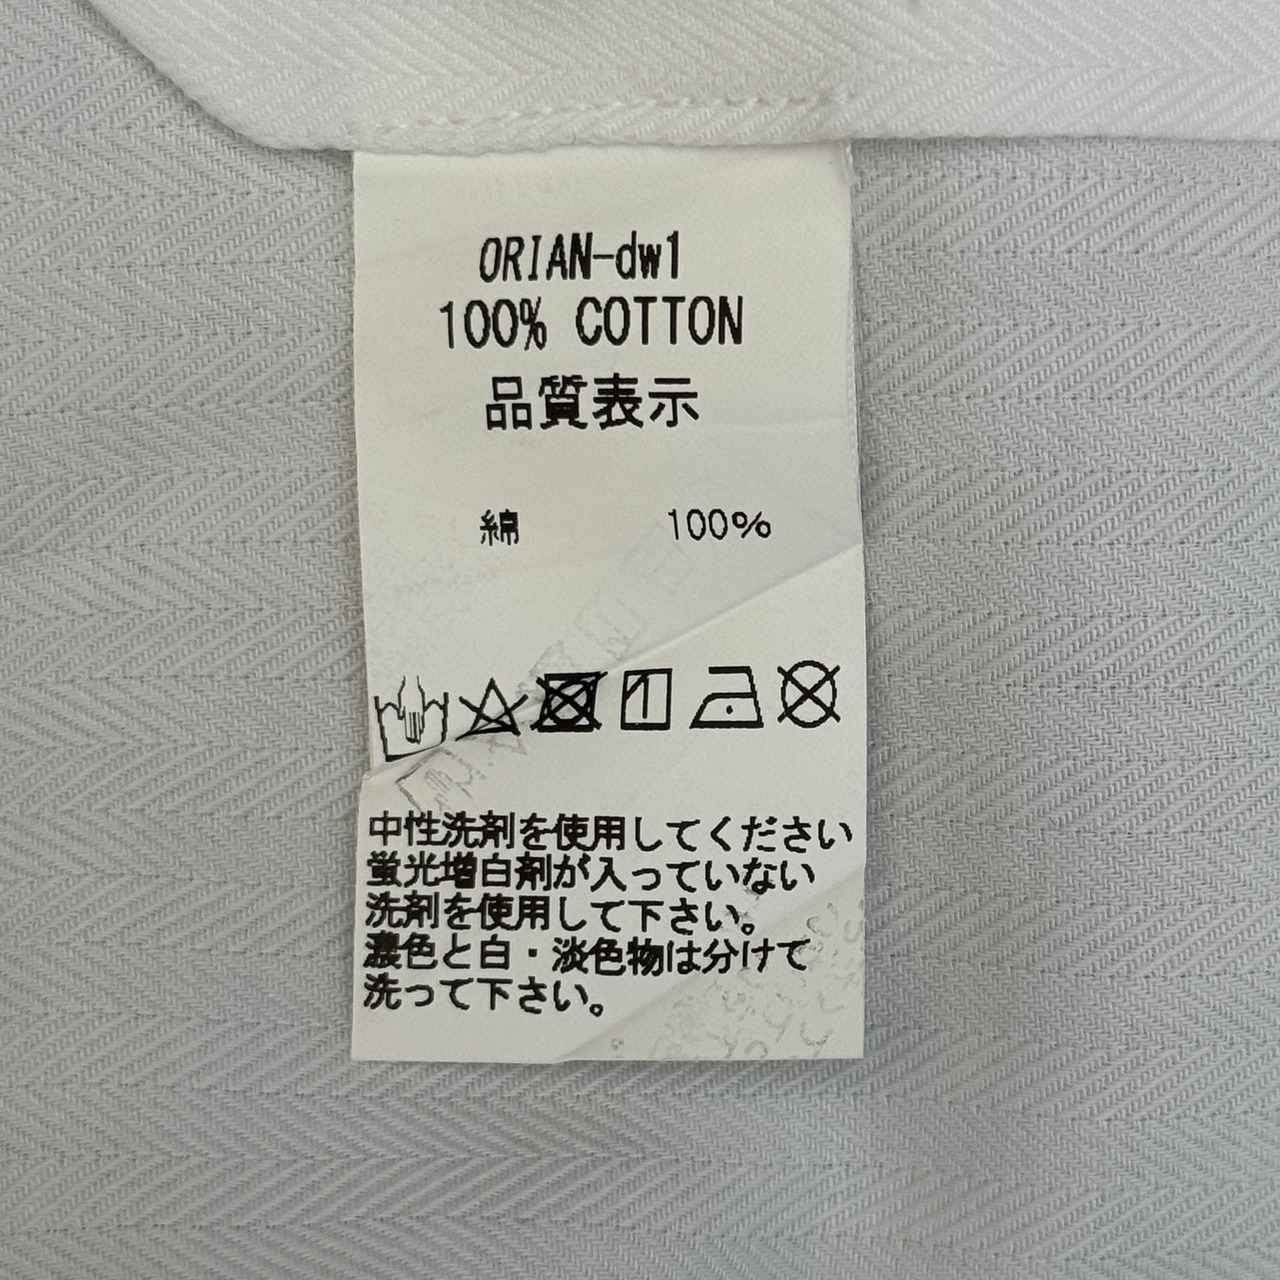 ORIAN-dw1
100% COTTON
品質表示
綿 100%
中性洗剤を使用してください
蛍光増白剤が入っていない
洗剤を使用して下さい。
濃色と白・淡色物は分けて
洗って下さい。